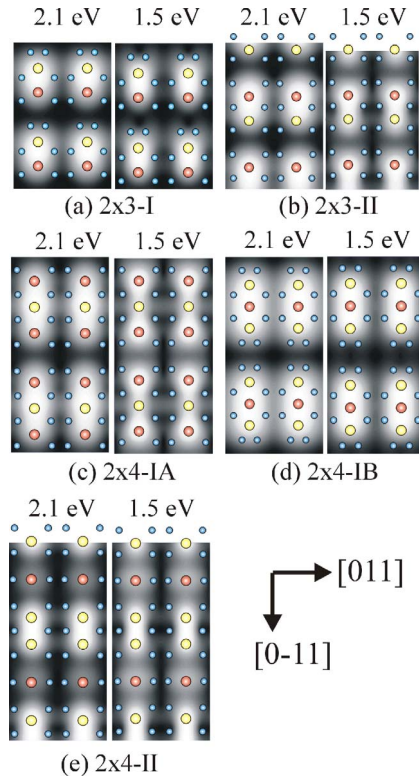 2.1 eV 1.5 eV 2.1 eV 1.5 eV
(a) 2x3-I (b) 2x3-II
2.1 eV 1.5 eV 2.1 eV 1.5 eV
(c) 2x4-IA (d) 2x4-IB
2.1 eV 1.5 eV
[011]
[0-11]
(e) 2x4-II